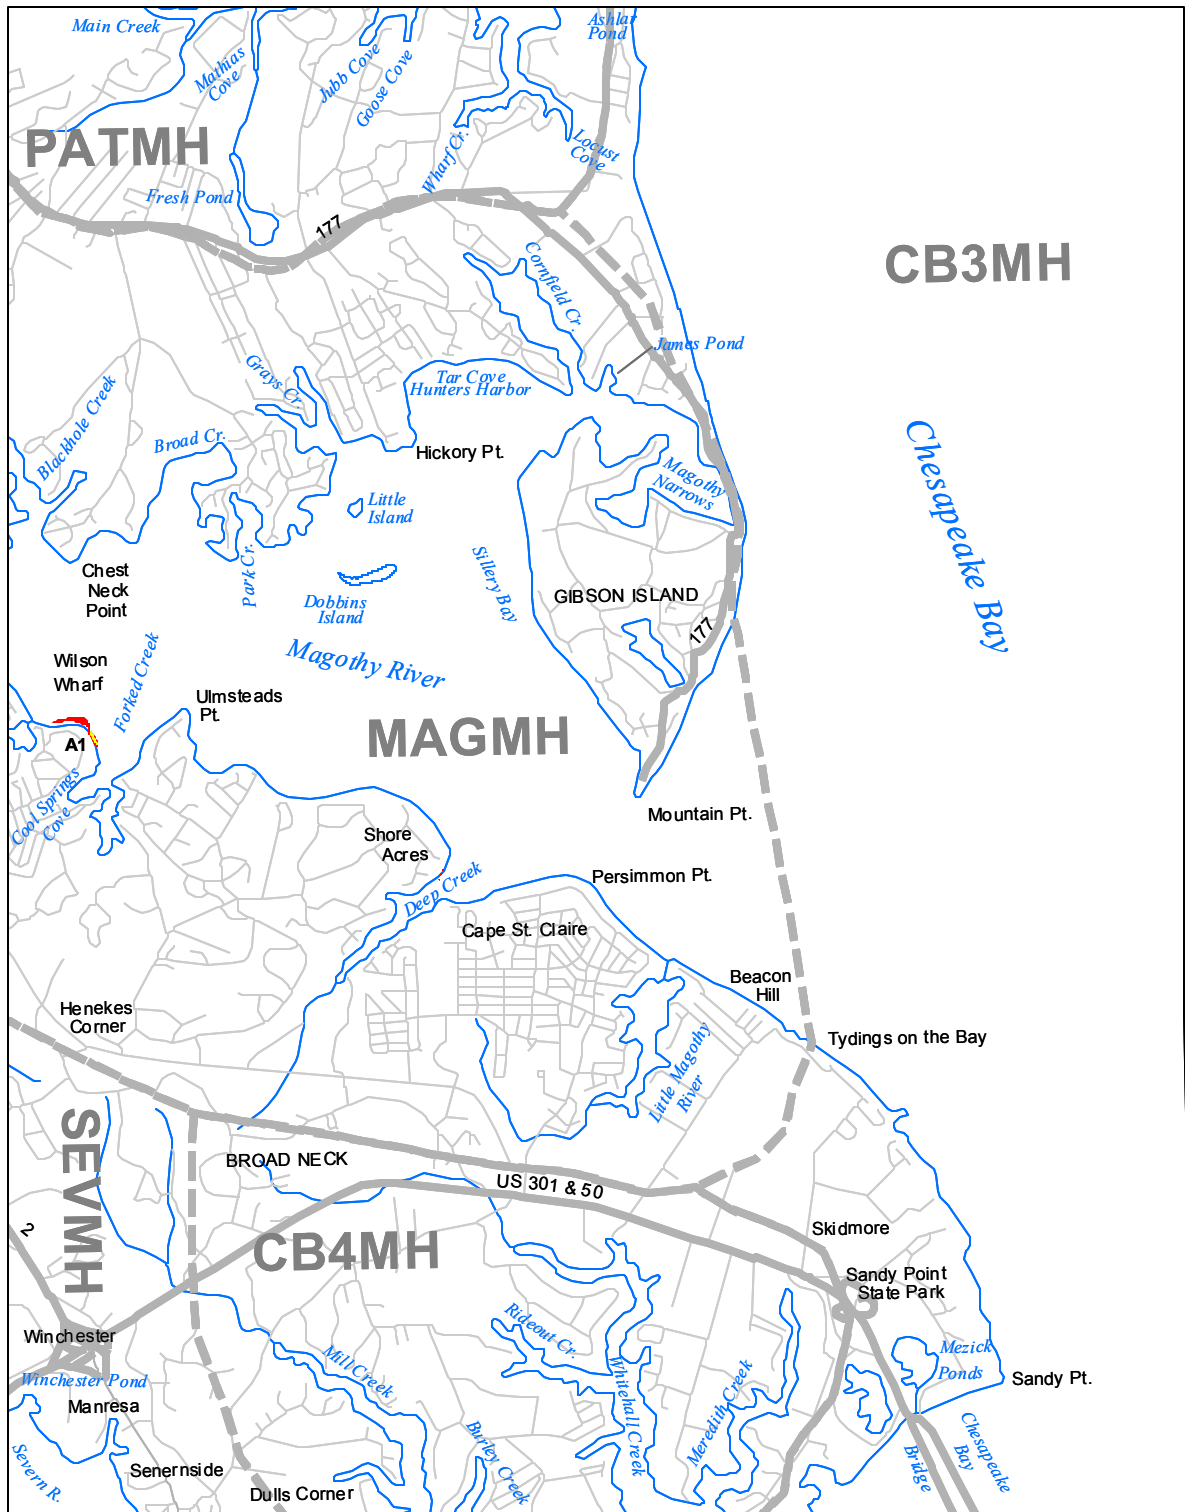 Main Creek
Mathias
Cove
Jubb Cove
Goose Cove
Ashlar
Pond
PATMH
Wharf Cr.
Locust
Cove
Fresh Pond
177
CB3MH
Cornfield Cr.
James Pond
Grays Cr.
Tar Cove
Hunters Harbor
Blackhole Creek
Broad Cr.
Hickory Pt.
Chesapeake Bay
Magothy
Narrows
Little
Island
Sillery Bay
Park Cr.
Chest
Neck
Point
Dobbins
Island
GIBSON ISLAND
177
Magothy River
Wilson
Wharf
Forked Creek
Ulmsteads
Pt.
A1
MAGMH
Cool Springs
Cove
Mountain Pt.
Shore
Acres
Deep Creek
Persimmon Pt.
Cape St. Claire
Beacon
Hill
Henekes
Corner
Tydings on the Bay
Little Magothy
River
SEVMH
BROAD NECK
US 301 & 50
2
CB4MH
Skidmore
Sandy Point
State Park
Winchester
Rideout Cr.
Mill Creek
Whitehall Creek
Meredith Creek
Mezick
Ponds
Winchester Pond
Manresa
Sandy Pt.
Severn R.
Senernside
Burley Creek
Chesapeake
Bay
Bridge
Dulls Corner